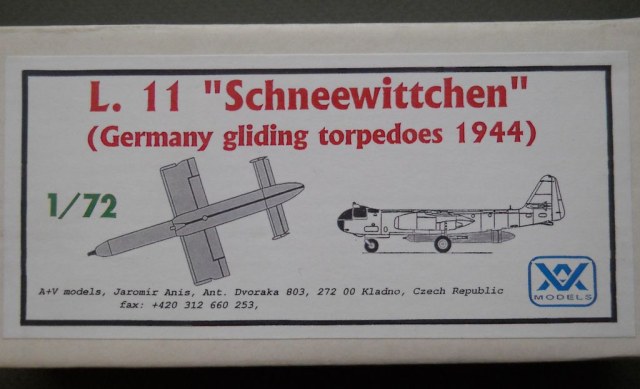 L. 11 "Schneewittchen"
(Germany gliding torpedoes 1944)
1/72
A+V models, Jaromir Anis, Ant. Dvoraka 803, 272 00 Kladno, Czech Republic
fax: +420 312 660 253,
AV
MODELS